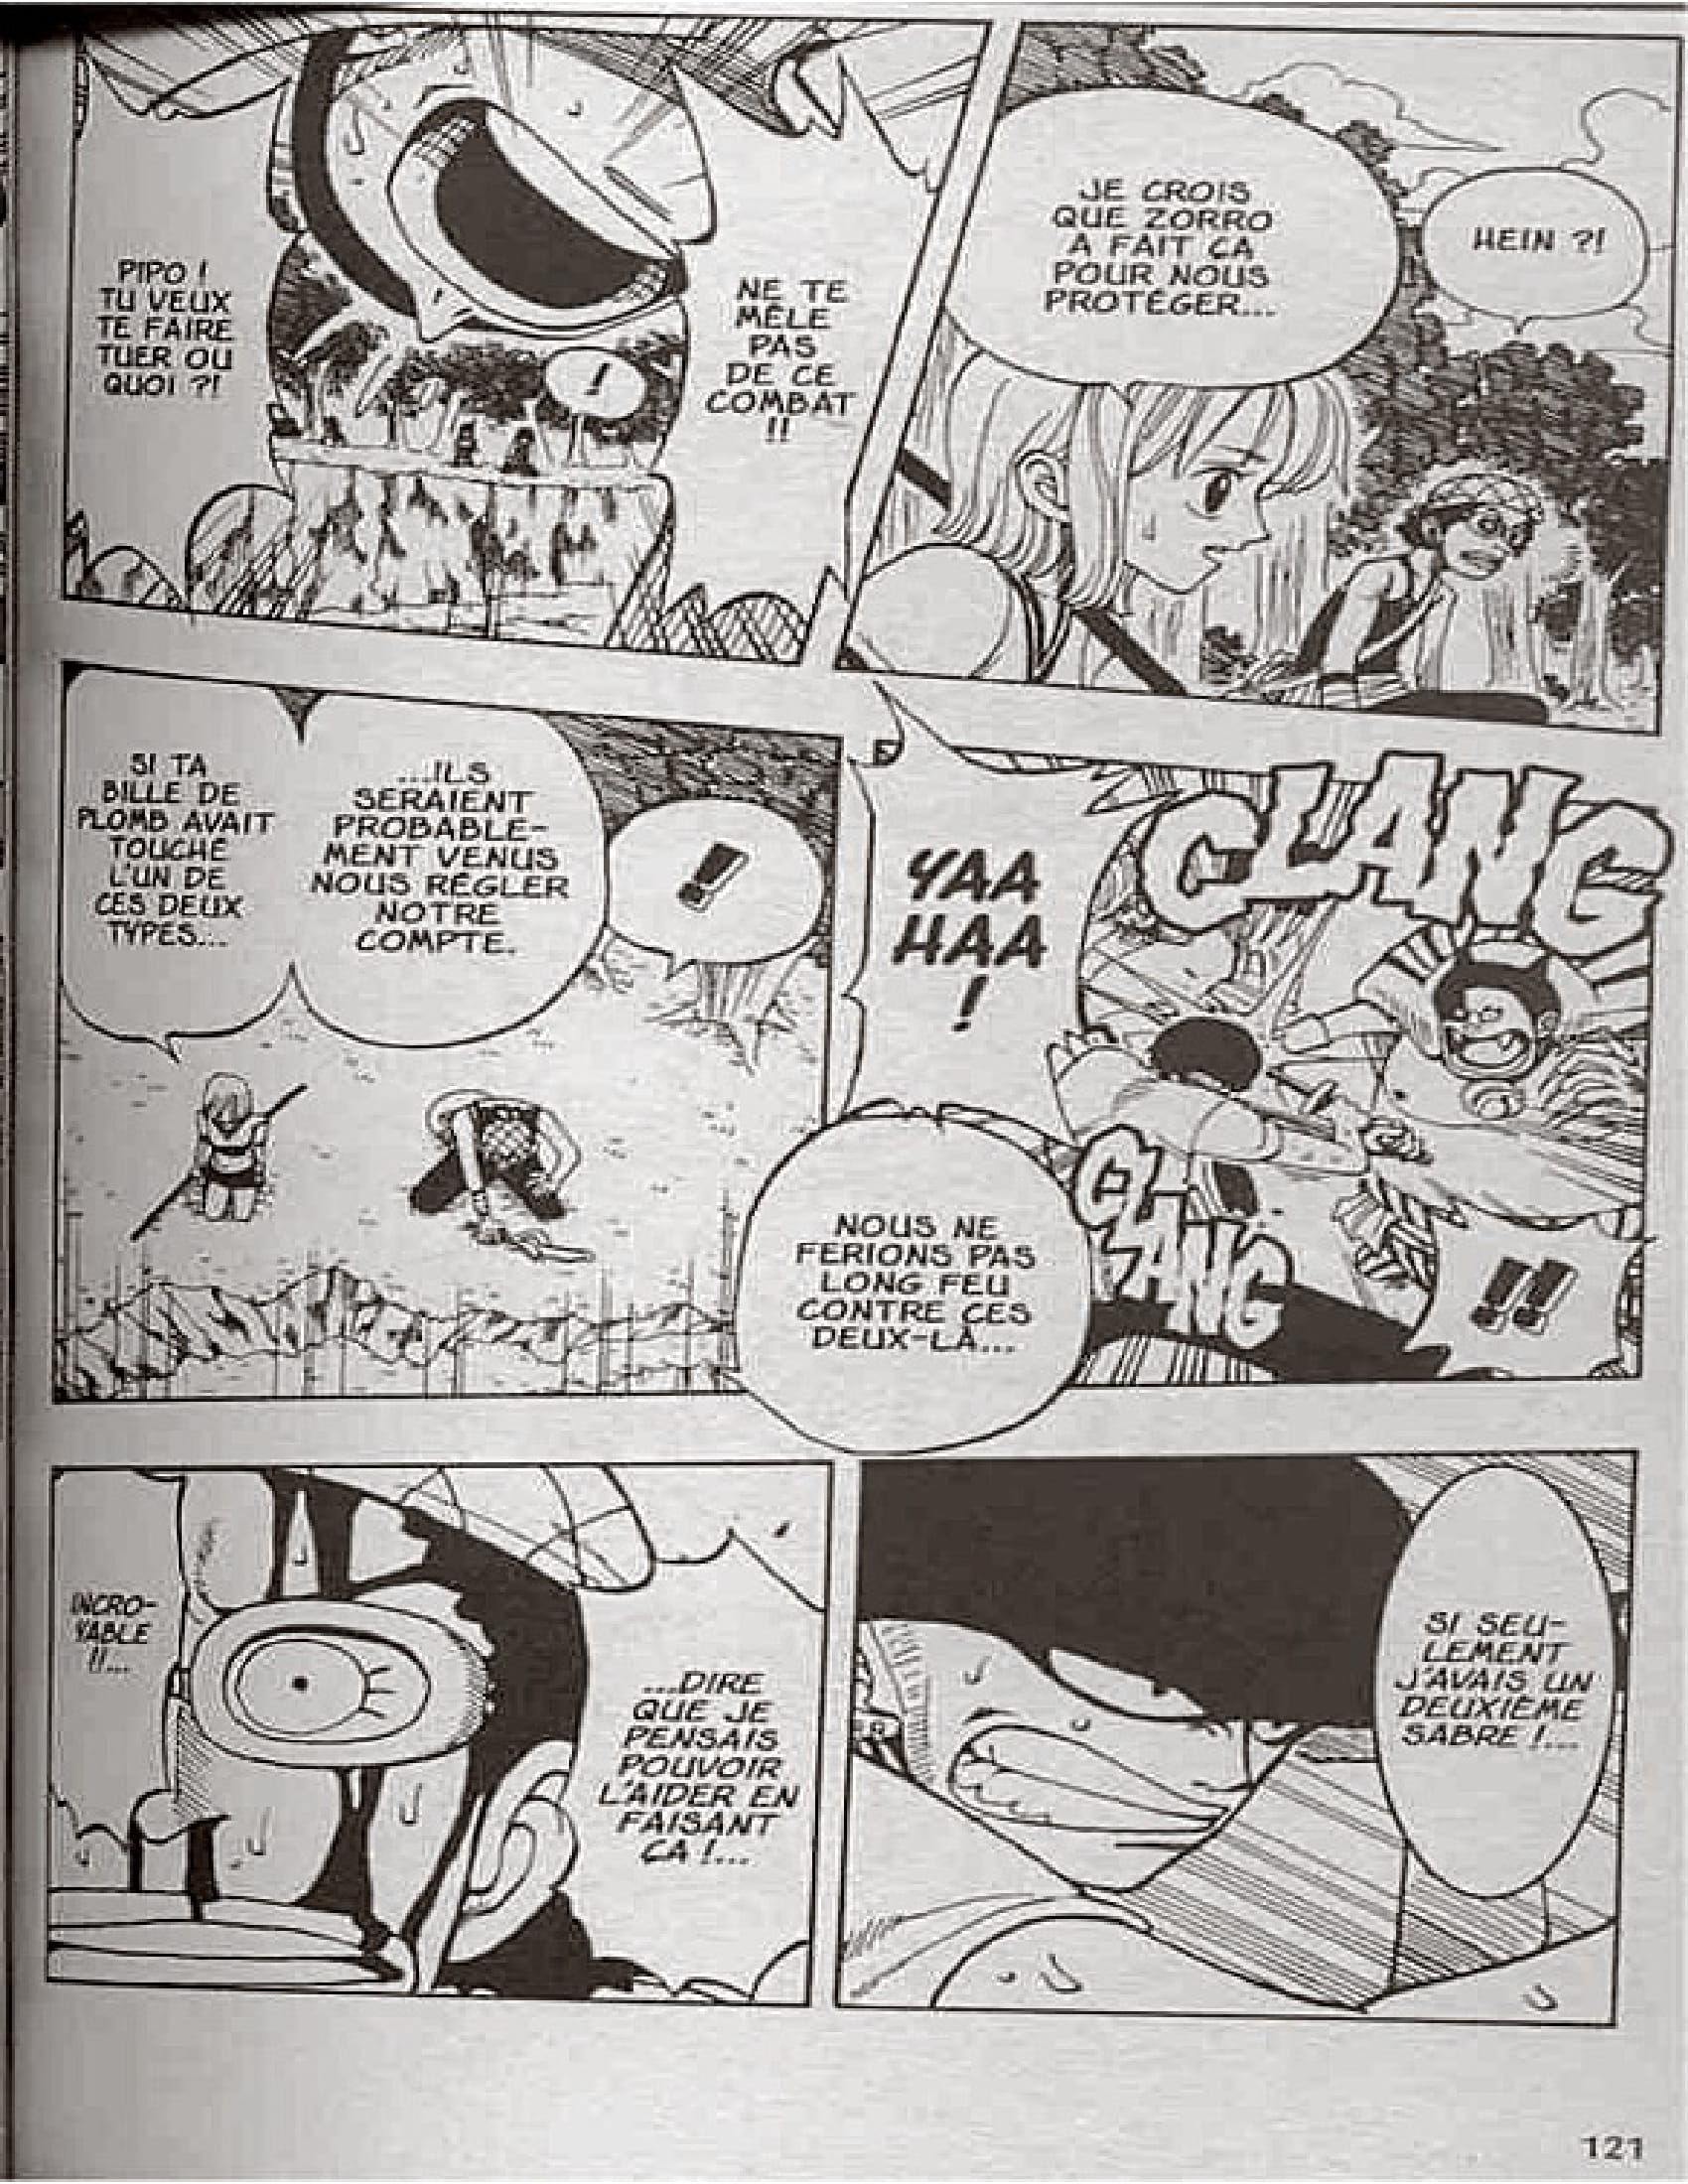 PIPO !
TU VEUX
TE FAIRE
TUER OU
QUOI ?!
!
NE TE
MÊLE
PAS
DE CE
COMBAT
!!
JE CROIS
QUE ZORRO
A FAIT ÇA
POUR NOUS
PROTÉGER...
HEIN ?!
SI TA
BILLE DE
PLOMB AVAIT
TOUCHÉ
L'UN DE
CES DEUX
TYPES...
...ILS
SERAIENT
PROBABLE-
MENT VENUS
NOUS RÉGLER
NOTRE
COMPTE.
!!
NOUS NE
FERIONS PAS
LONG FEU
CONTRE CES
DEUX-LÀ...
YAA
HAA
!
CLANG
CLANG
!!
INCRO-
YABLE
!!...
...DIRE
QUE JE
PENSAIS
POUVOIR
L'AIDER EN
FAISANT
ÇA !...
SI SEU-
LEMENT
J'AVAIS UN
DEUXIÈME
SABRE !...
121